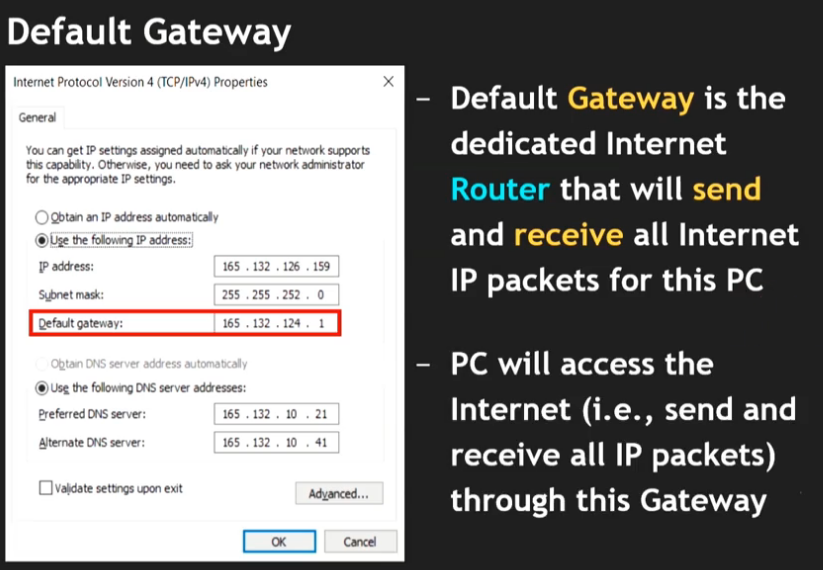 Default Gateway
Internet Protocol Version 4 (TCP/IPv4) Properties
General
You can get IP settings assigned automatically if your network supports
this capability. Otherwise, you need to ask your network administrator
for the appropriate IP settings.
Obtain an IP address automatically
Use the following IP address:
IP address: 165 . 132 . 126 . 159
Subnet mask: 255 . 255 . 252 . 0
Default gateway: 165 . 132 . 124 . 1
Obtain DNS server address automatically
Use the following DNS server addresses:
Preferred DNS server: 165 . 132 . 10 . 21
Alternate DNS server: 165 . 132 . 10 . 41
Validate settings upon exit
Advanced...
OK Cancel
– Default Gateway is the
dedicated Internet
Router that will send
and receive all Internet
IP packets for this PC
– PC will access the
Internet (i.e., send and
receive all IP packets)
through this Gateway